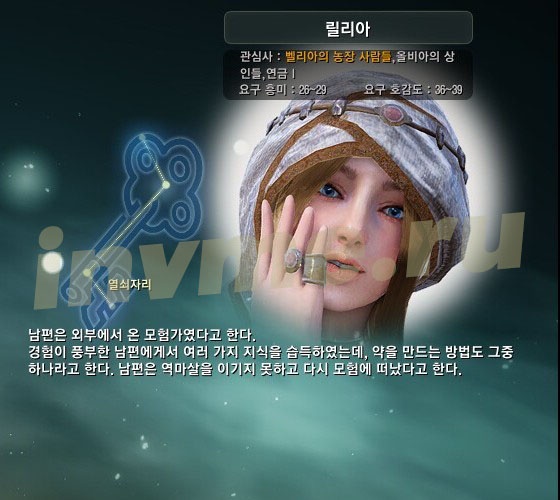 릴리아
관심사 : 벨리아의 농장 사람들,올비아의 상
인들,연금 I
요구 흥미 : 26~29 요구 호감도 : 36~39
열쇠자리
남편은 외부에서 온 모험가였다고 한다.
경험이 풍부한 남편에게서 여러 가지 지식을 습득하였는데, 약을 만드는 방법도 그중
하나라고 한다. 남편은 역마살을 이기지 못하고 다시 모험에 떠났다고 한다.